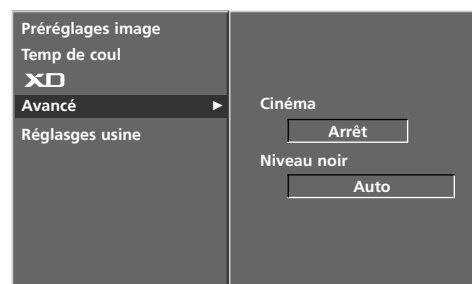 Préréglages image
Temp de coul
XD
Avancé ►
Réglasges usine
Cinéma
Arrêt
Niveau noir
Auto